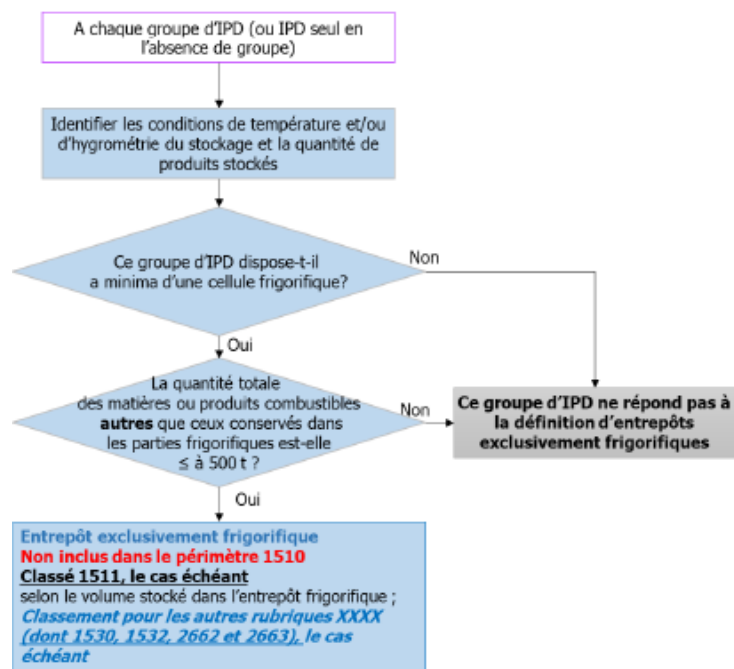 A chaque groupe d'IPD (ou IPD seul en
l'absence de groupe)
Identifier les conditions de température et/ou
d'hygrométrie du stockage et la quantité de
produits stockés
Ce groupe d'IPD dispose-t-il
a minima d'une cellule frigorifique?
Non
Oui
La quantité totale
des matières ou produits combustibles
autres que ceux conservés dans
les parties frigorifiques est-elle
≤ à 500 t ?
Non
Ce groupe d'IPD ne répond pas à
la définition d'entrepôts
exclusivement frigorifiques
Oui
Entrepôt exclusivement frigorifique
Non inclus dans le périmètre 1510
Classé 1511, le cas échéant
selon le volume stocké dans l'entrepôt frigorifique ;
Classement pour les autres rubriques XXXX
(dont 1530, 1532, 2662 et 2663), le cas
échéant